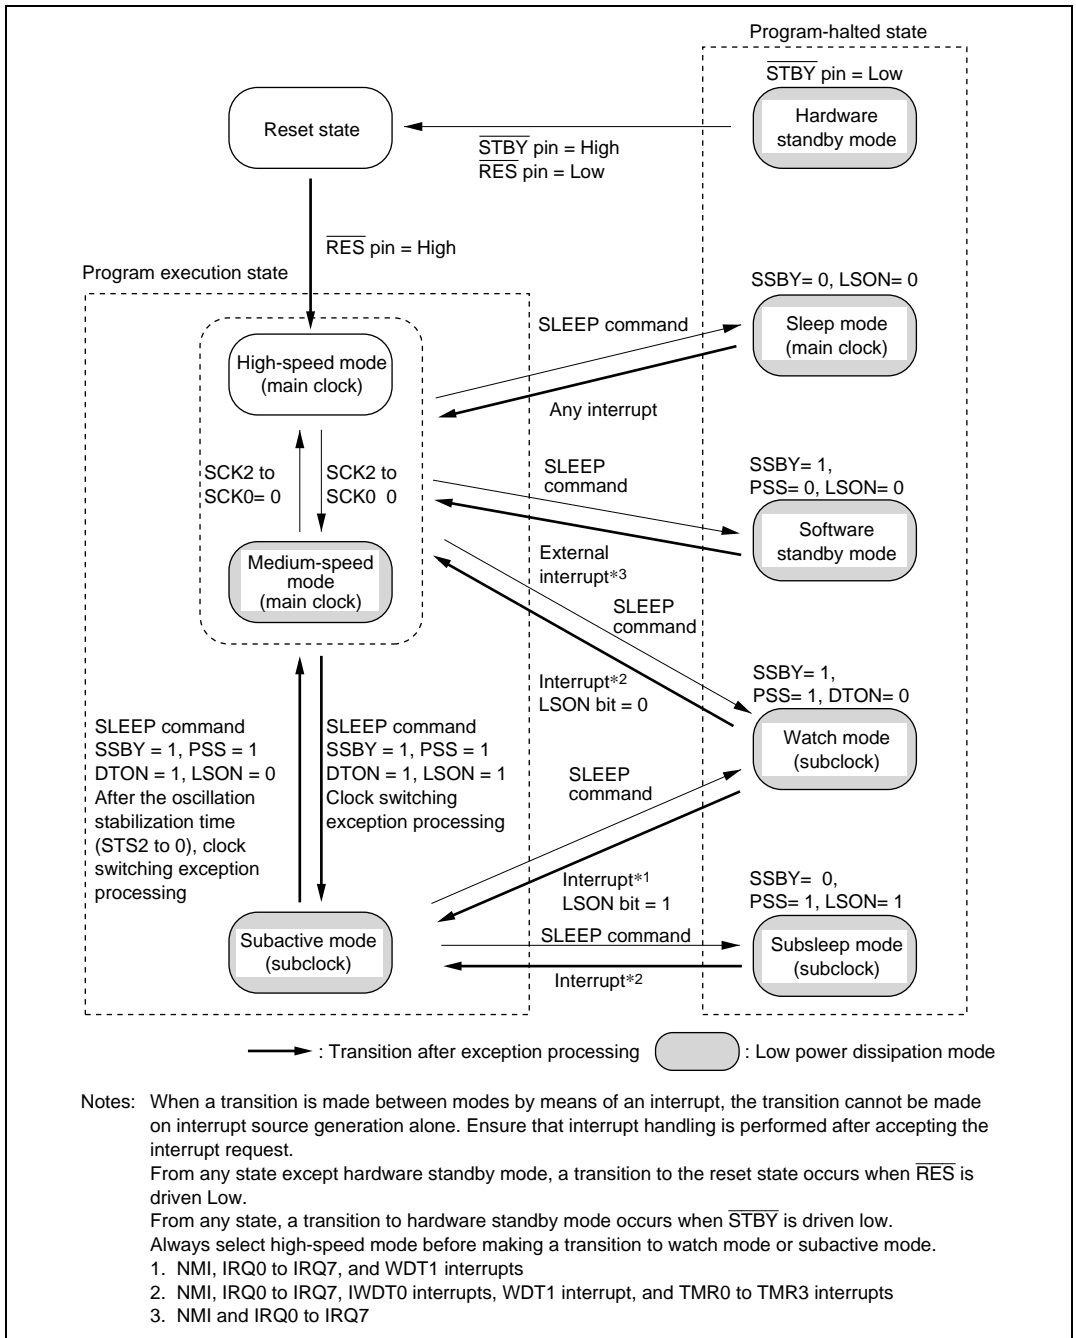 Program-halted state
STBY pin = Low
Hardware
standby mode
Reset state
STBY pin = High
RES pin = Low
RES pin = High
Program execution state
SSBY= 0, LSON= 0
SLEEP command
Sleep mode
(main clock)
High-speed mode
(main clock)
Any interrupt
SCK2 to
SCK0= 0
SCK2 to
SCK0 0
SLEEP
command
SSBY= 1,
PSS= 0, LSON= 0
Software
standby mode
Medium-speed
mode
(main clock)
External
interrupt*3
SLEEP
command
Interrupt*2
LSON bit = 0
SSBY= 1,
PSS= 1, DTON= 0
Watch mode
(subclock)
SLEEP command
SSBY = 1, PSS = 1
DTON = 1, LSON = 0
After the oscillation
stabilization time
(STS2 to 0), clock
switching exception
processing
SLEEP command
SSBY = 1, PSS = 1
DTON = 1, LSON = 1
Clock switching
exception processing
SLEEP
command
Interrupt*1
LSON bit = 1
SSBY= 0,
PSS= 1, LSON= 1
Subactive mode
(subclock)
SLEEP command
Subsleep mode
(subclock)
Interrupt*2
: Transition after exception processing
: Low power dissipation mode
Notes: When a transition is made between modes by means of an interrupt, the transition cannot be made
on interrupt source generation alone. Ensure that interrupt handling is performed after accepting the
interrupt request.
From any state except hardware standby mode, a transition to the reset state occurs when RES is
driven Low.
From any state, a transition to hardware standby mode occurs when STBY is driven low.
Always select high-speed mode before making a transition to watch mode or subactive mode.
1. NMI, IRQ0 to IRQ7, and WDT1 interrupts
2. NMI, IRQ0 to IRQ7, IWDT0 interrupts, WDT1 interrupt, and TMR0 to TMR3 interrupts
3. NMI and IRQ0 to IRQ7